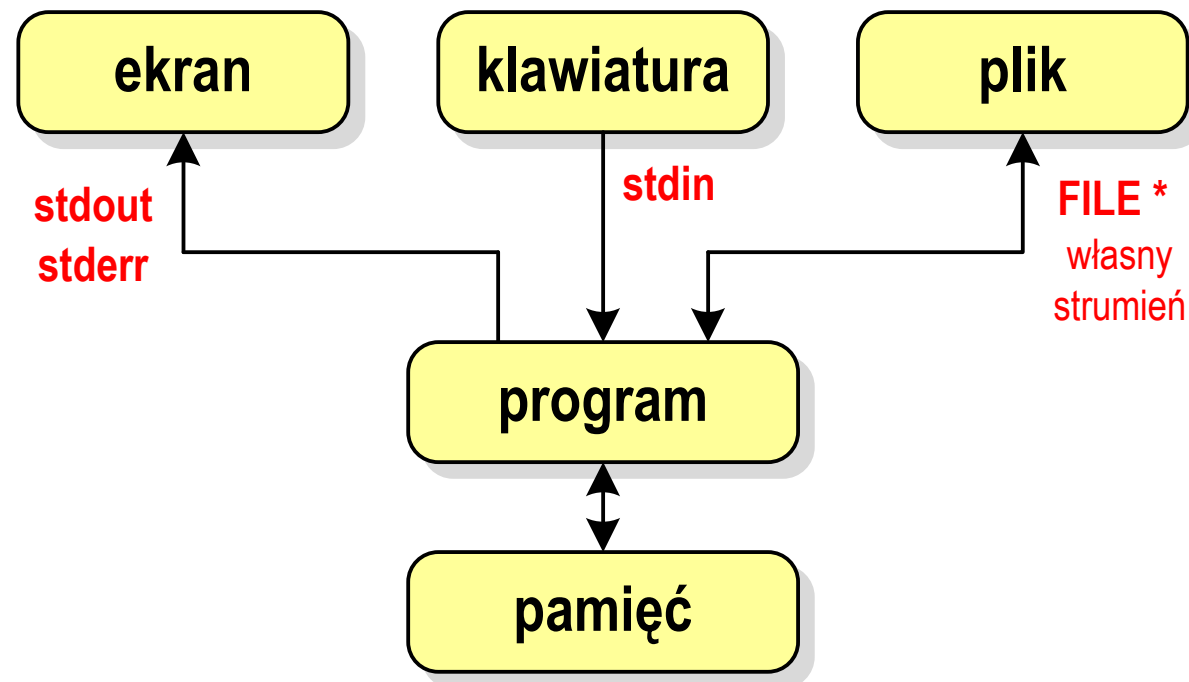 ekran
klawiatura
plik
stdout
stderr
stdin
FILE *
własny
strumień
program
pamięć